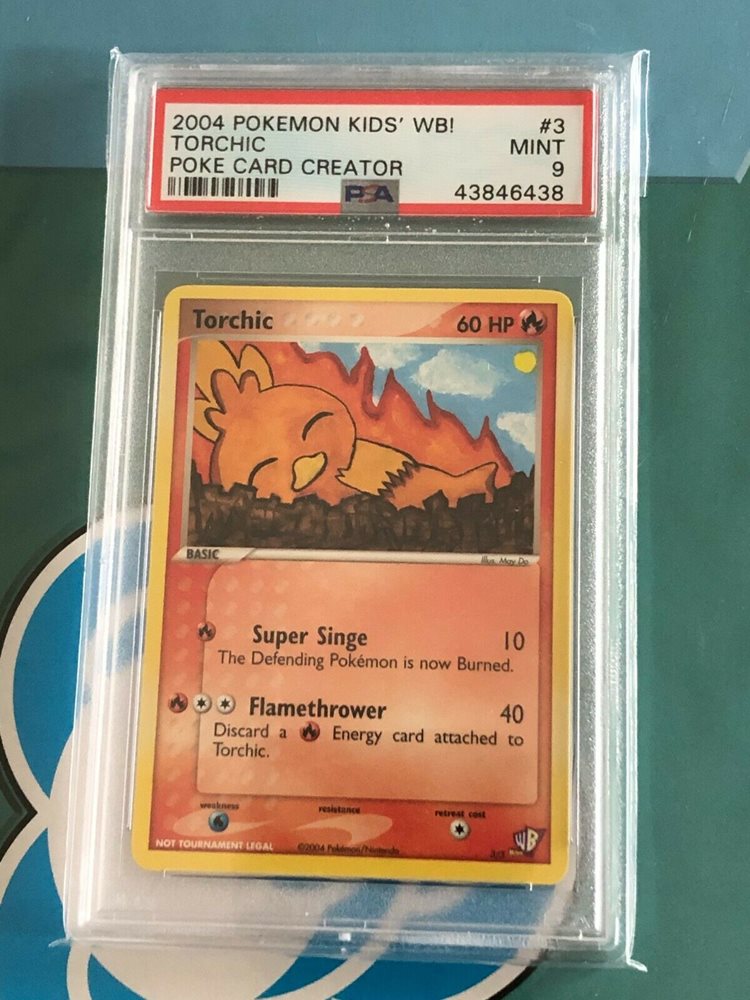 2004 POKEMON KIDS' WB! #3
TORCHIC MINT
POKE CARD CREATOR 9
PSA 43846438
Torchic 60 HP
BASIC
Illus. May Do
Super Singe 10
The Defending Pokémon is now Burned.
Flamethrower 40
Discard a Energy card attached to
Torchic.
weakness resistance retreat cost
NOT TOURNAMENT LEGAL ©2004 Pokémon/Nintendo
WB